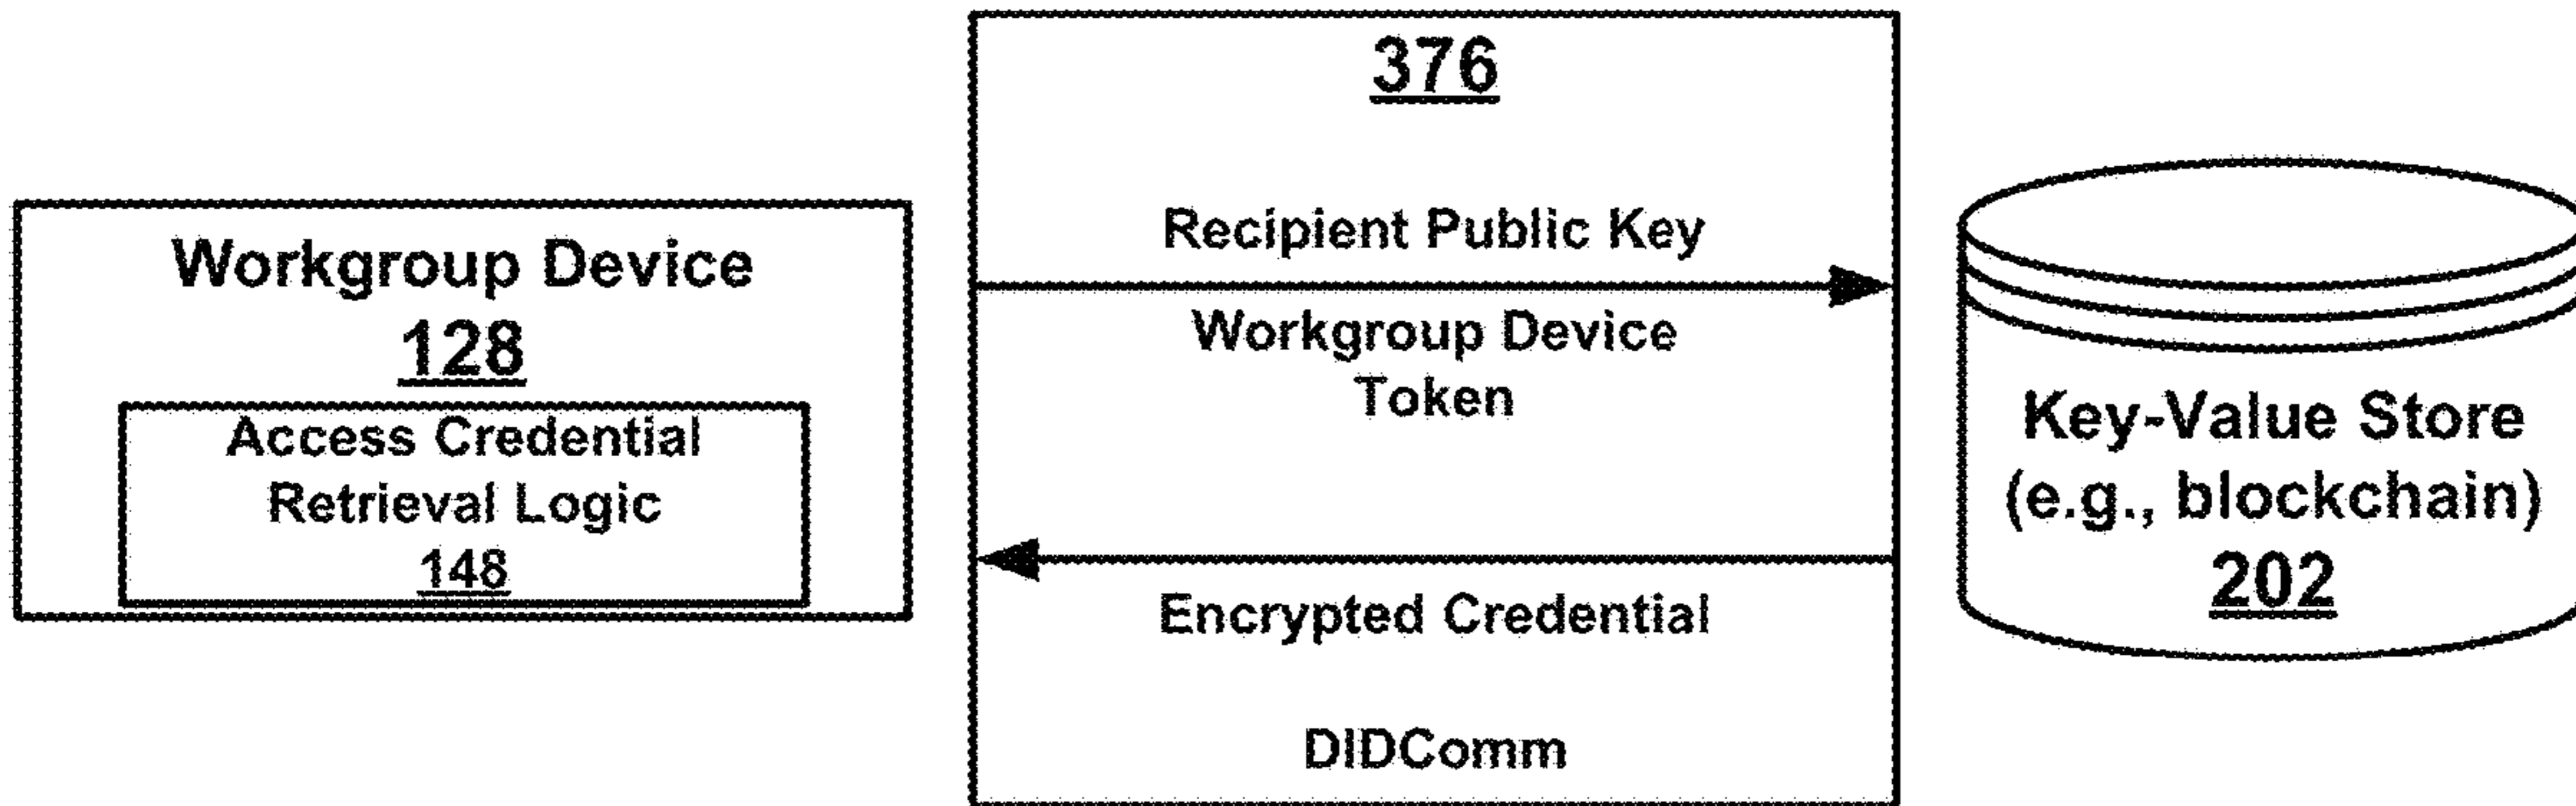 Workgroup Device
128
Access Credential
Retrieval Logic
148
376
Recipient Public Key
Workgroup Device
Token
Encrypted Credential
DIDComm
Key-Value Store
(e.g., blockchain)
202